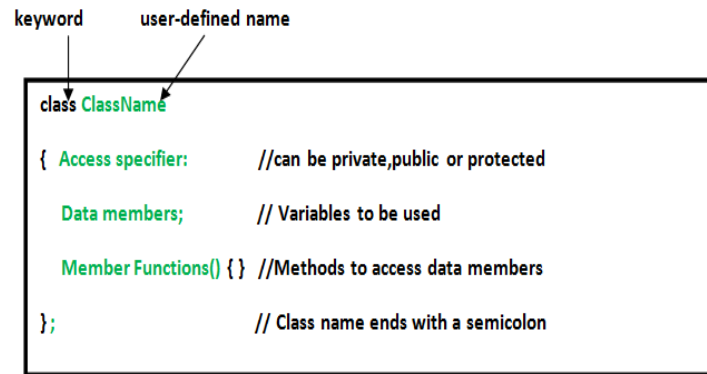 keyword user-defined name
class ClassName
{ Access specifier: //can be private,public or protected
Data members; // Variables to be used
Member Functions() { } //Methods to access data members
} ; // Class name ends with a semicolon